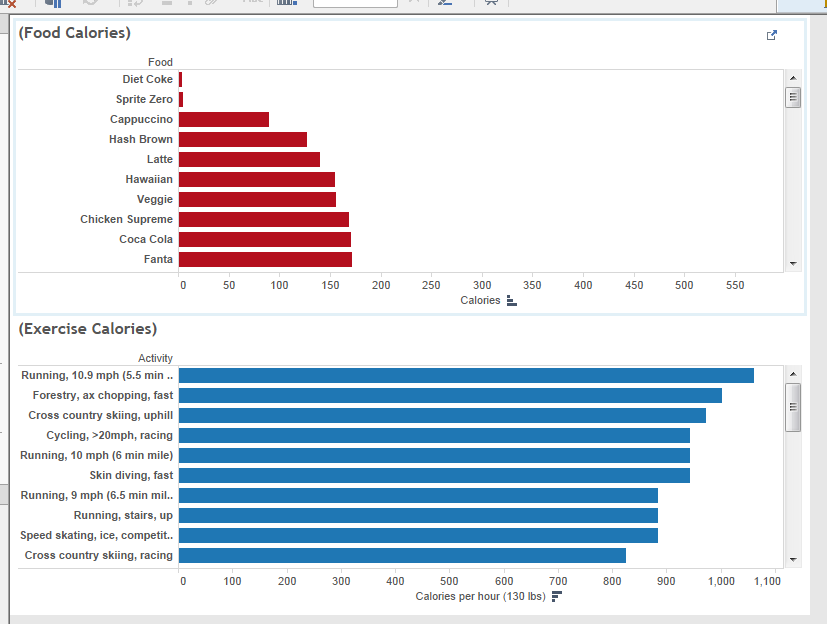 (Food Calories)
Food
Diet Coke
Sprite Zero
Cappuccino
Hash Brown
Latte
Hawaiian
Veggie
Chicken Supreme
Coca Cola
Fanta
0 50 100 150 200 250 300 350 400 450 500 550
Calories
(Exercise Calories)
Activity
Running, 10.9 mph (5.5 min ..
Forestry, ax chopping, fast
Cross country skiing, uphill
Cycling, >20mph, racing
Running, 10 mph (6 min mile)
Skin diving, fast
Running, 9 mph (6.5 min mil..
Running, stairs, up
Speed skating, ice, competit..
Cross country skiing, racing
0 100 200 300 400 500 600 700 800 900 1,000 1,100
Calories per hour (130 lbs)